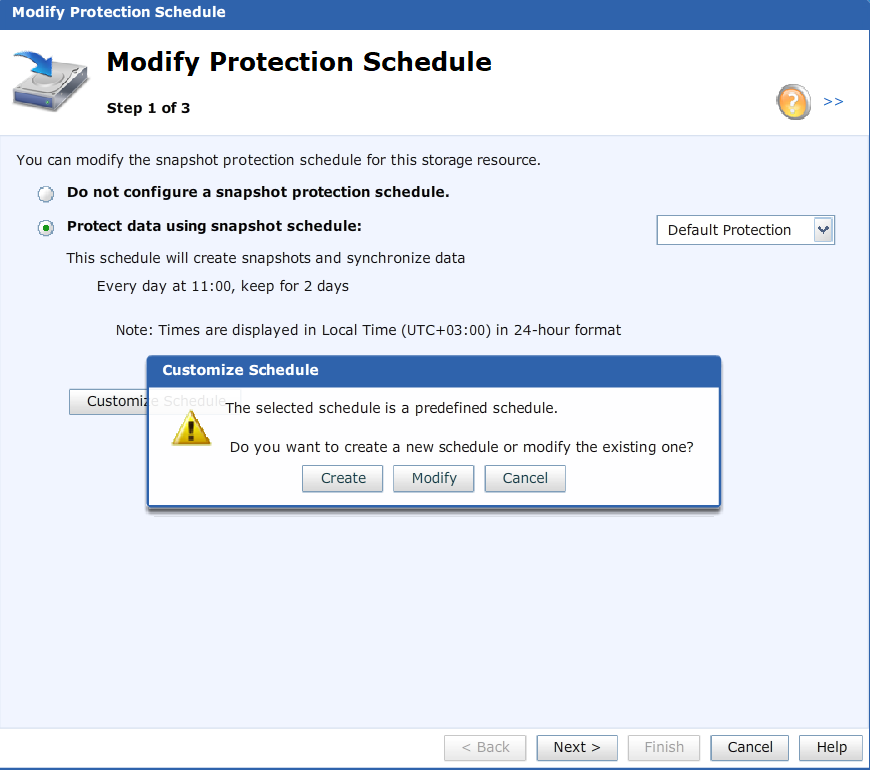 Modify Protection Schedule
Modify Protection Schedule
Step 1 of 3
>>
You can modify the snapshot protection schedule for this storage resource.
Do not configure a snapshot protection schedule.
Protect data using snapshot schedule:
Default Protection
This schedule will create snapshots and synchronize data
Every day at 11:00, keep for 2 days
Note: Times are displayed in Local Time (UTC+03:00) in 24-hour format
Customize Schedule
Customize Schedule
The selected schedule is a predefined schedule.
Do you want to create a new schedule or modify the existing one?
Create Modify Cancel
< Back Next > Finish Cancel Help